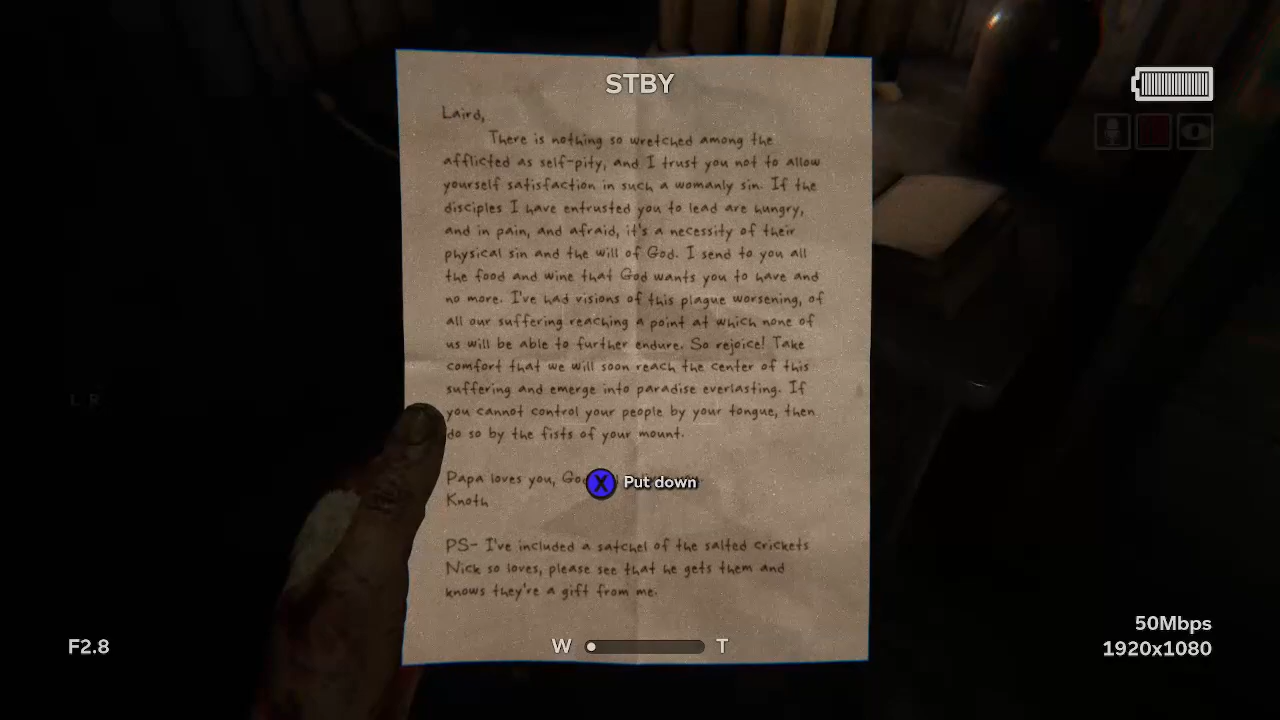 STBY
Laird,
There is nothing so wretched among the
afflicted as self-pity, and I trust you not to allow
yourself satisfaction in such a womanly sin. If the
disciples I have entrusted you to lead are hungry,
and in pain, and afraid, it's a necessity of their
physical sin and the will of God. I send to you all
the food and wine that God wants you to have and
no more. I've had visions of this plague worsening, of
all our suffering reaching a point at which none of
us will be able to further endure. So rejoice! Take
comfort that we will soon reach the center of this
suffering and emerge into paradise everlasting. If
you cannot control your people by your tongue, then
do so by the fists of your mount.
Papa loves you,
X Put down
Knoth
PS- I've included a satchel of the salted crickets
Nick so loves, please see that he gets them and
knows they're a gift from me.
L R
F2.8
W T
50Mbps
1920x1080